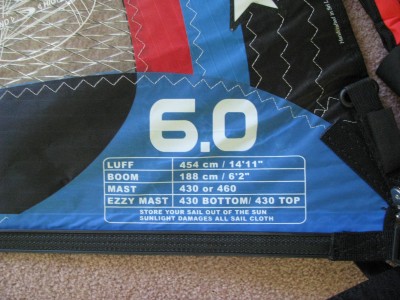 6.0
LUFF 454 cm / 14'11"
BOOM 188 cm / 6'2"
MAST 430 or 460
EZZY MAST 430 BOTTOM/ 430 TOP
STORE YOUR SAIL OUT OF THE SUN
SUNLIGHT DAMAGES ALL SAIL CLOTH